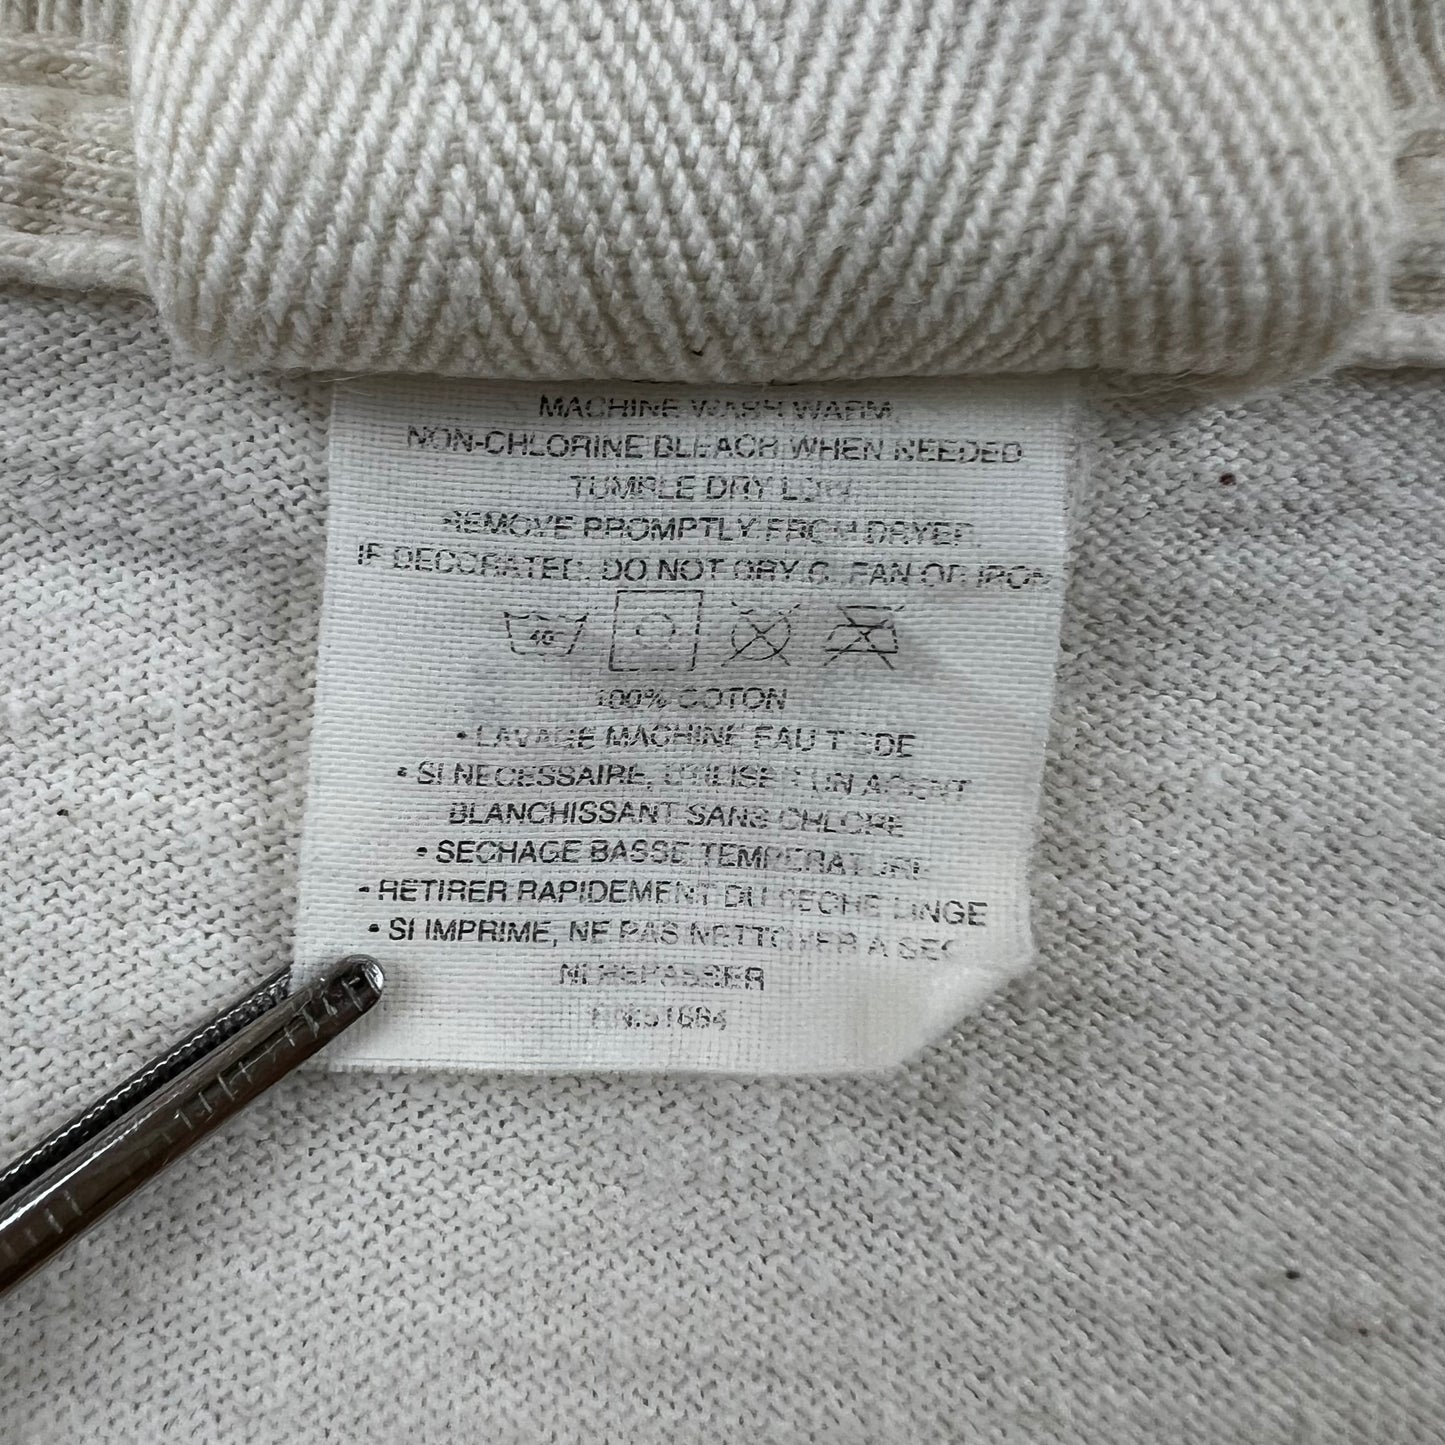 MACHINE WASH WARM
NON-CHLORINE BLEACH WHEN NEEDED
TUMBLE DRY LOW
REMOVE PROMPTLY FROM DRYER
IF DECORATED, DO NOT DRY CLEAN OR IRON
40
100% COTON
• LAVAGE MACHINE EAU TIEDE
• SI NECESSAIRE, UTILISER UN AGENT
BLANCHISSANT SANS CHLORE
• SECHAGE BASSE TEMPERATURE
• RETIRER RAPIDEMENT DU SECHE LINGE
• SI IMPRIME, NE PAS NETTOYER A SEC
NI REPASSER